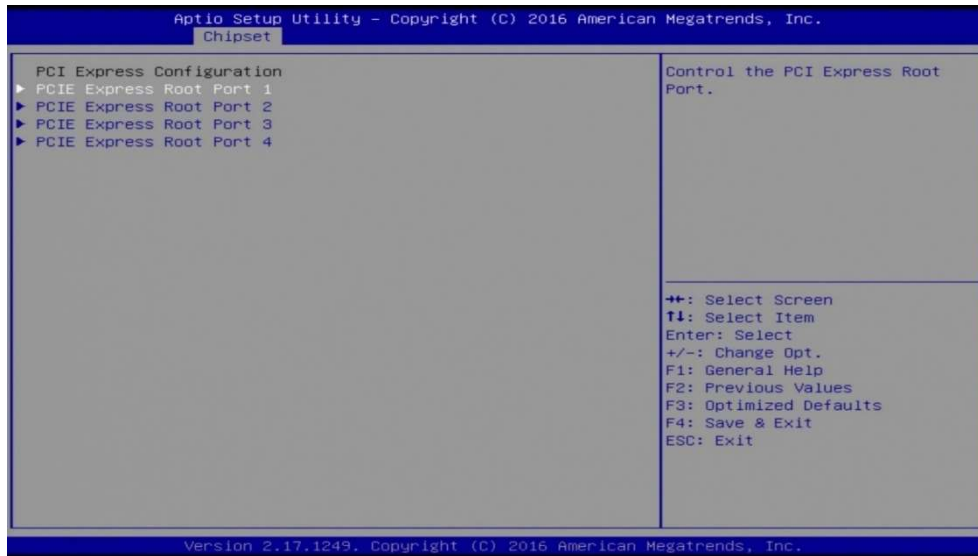 Aptio Setup Utility – Copyright (C) 2016 American Megatrends, Inc.
Chipset
PCI Express Configuration
► PCIE Express Root Port 1
► PCIE Express Root Port 2
► PCIE Express Root Port 3
► PCIE Express Root Port 4
Control the PCI Express Root
Port.
→←: Select Screen
↑↓: Select Item
Enter: Select
+/-: Change Opt.
F1: General Help
F2: Previous Values
F3: Optimized Defaults
F4: Save & Exit
ESC: Exit
Version 2.17.1249. Copyright (C) 2016 American Megatrends, Inc.